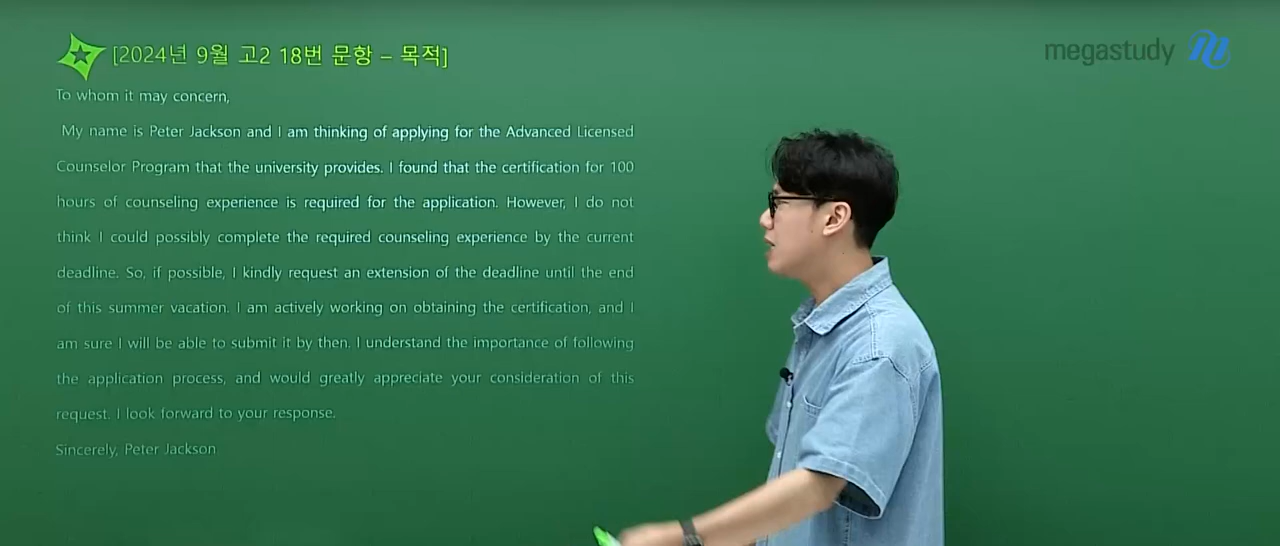 [2024년 9월 고2 18번 문항 – 목적]
megastudy
To whom it may concern,
My name is Peter Jackson and I am thinking of applying for the Advanced Licensed
Counselor Program that the university provides. I found that the certification for 100
hours of counseling experience is required for the application. However, I do not
think I could possibly complete the required counseling experience by the current
deadline. So, if possible, I kindly request an extension of the deadline until the end
of this summer vacation. I am actively working on obtaining the certification, and I
am sure I will be able to submit it by then. I understand the importance of following
the application process, and would greatly appreciate your consideration of this
request. I look forward to your response.
Sincerely, Peter Jackson